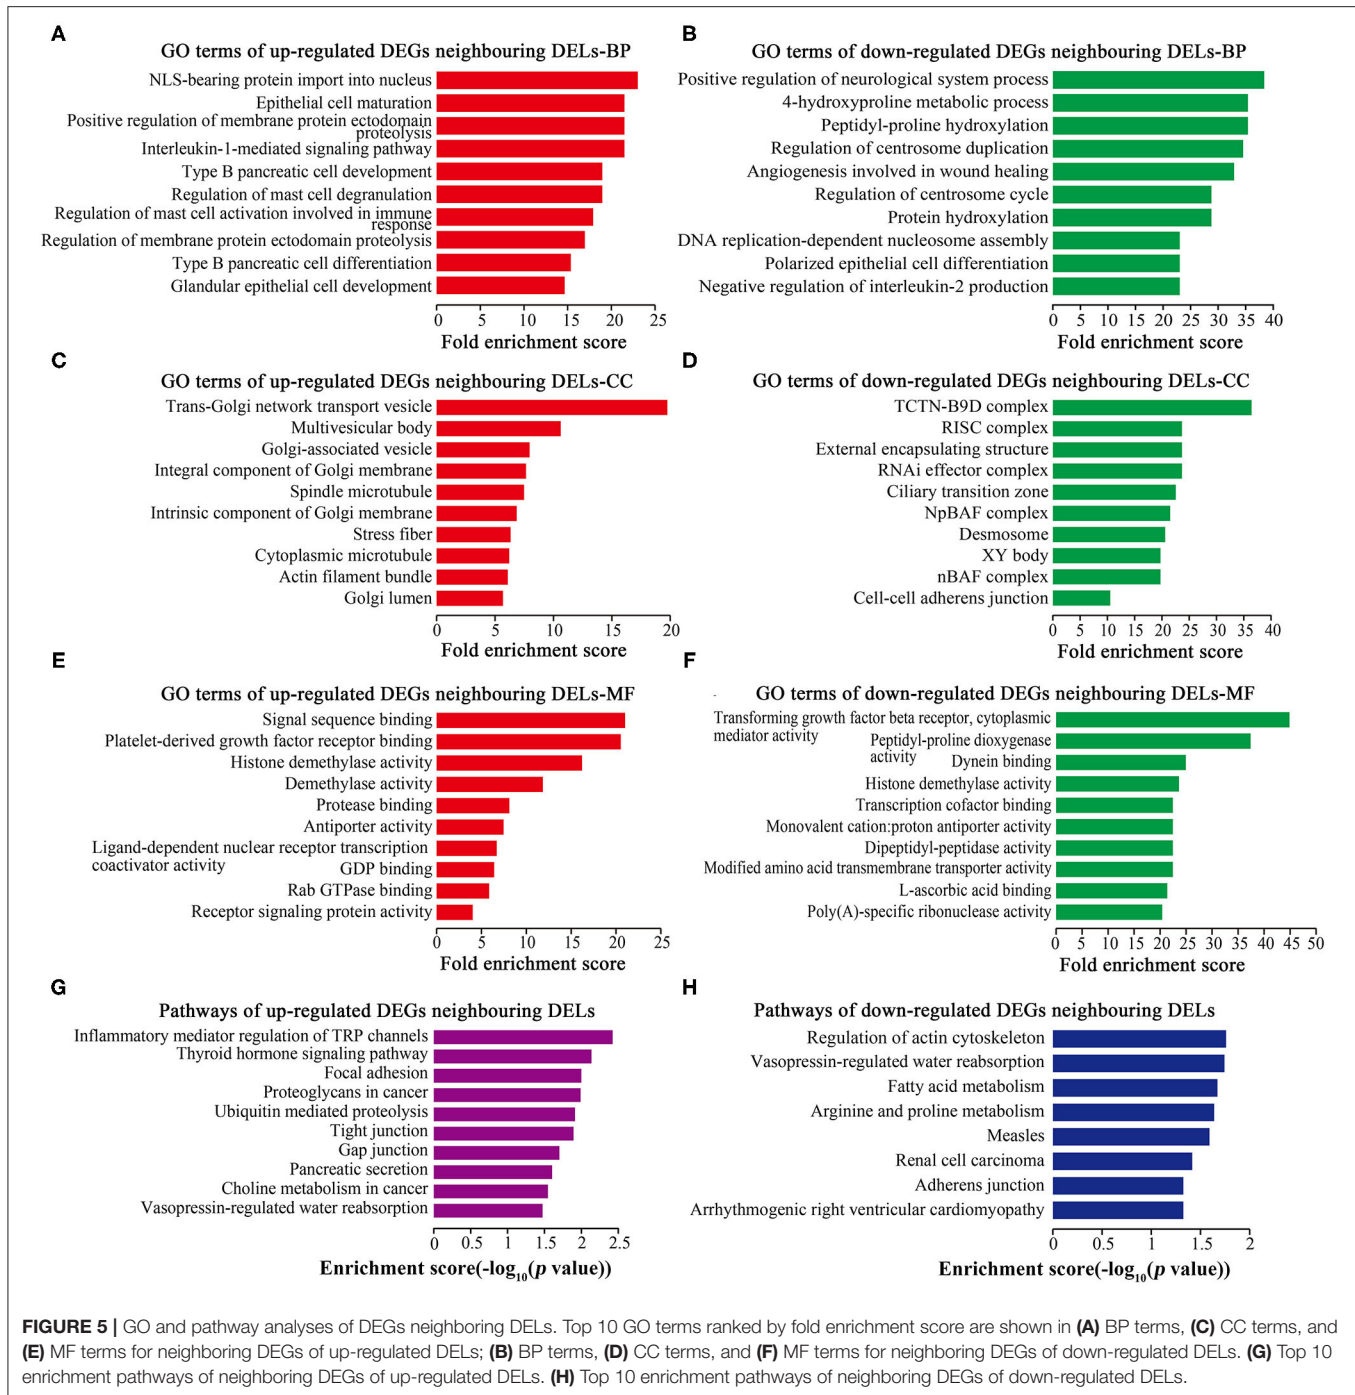 A
GO terms of up-regulated DEGs neighbouring DELs-BP
NLS-bearing protein import into nucleus
Epithelial cell maturation
Positive regulation of membrane protein ectodomain
proteolysis
Interleukin-1-mediated signaling pathway
Type B pancreatic cell development
Regulation of mast cell degranulation
Regulation of mast cell activation involved in immune
response
Regulation of membrane protein ectodomain proteolysis
Type B pancreatic cell differentiation
Glandular epithelial cell development
0 5 10 15 20 25
Fold enrichment score
B
GO terms of down-regulated DEGs neighbouring DELs-BP
Positive regulation of neurological system process
4-hydroxyproline metabolic process
Peptidyl-proline hydroxylation
Regulation of centrosome duplication
Angiogenesis involved in wound healing
Regulation of centrosome cycle
Protein hydroxylation
DNA replication-dependent nucleosome assembly
Polarized epithelial cell differentiation
Negative regulation of interleukin-2 production
0 5 10 15 20 25 30 35 40
Fold enrichment score
C
GO terms of up-regulated DEGs neighbouring DELs-CC
Trans-Golgi network transport vesicle
Multivesicular body
Golgi-associated vesicle
Integral component of Golgi membrane
Spindle microtubule
Intrinsic component of Golgi membrane
Stress fiber
Cytoplasmic microtubule
Actin filament bundle
Golgi lumen
0 5 10 15 20
Fold enrichment score
D
GO terms of down-regulated DEGs neighbouring DELs-CC
TCTN-B9D complex
RISC complex
External encapsulating structure
RNAi effector complex
Ciliary transition zone
NpBAF complex
Desmosome
XY body
nBAF complex
Cell-cell adherens junction
0 5 10 15 20 25 30 35 40
Fold enrichment score
E
GO terms of up-regulated DEGs neighbouring DELs-MF
Signal sequence binding
Platelet-derived growth factor receptor binding
Histone demethylase activity
Demethylase activity
Protease binding
Antiporter activity
Ligand-dependent nuclear receptor transcription
coactivator activity
GDP binding
Rab GTPase binding
Receptor signaling protein activity
0 5 10 15 20 25
Fold enrichment score
F
GO terms of down-regulated DEGs neighbouring DELs-MF
Transforming growth factor beta receptor, cytoplasmic
mediator activity
Peptidyl-proline dioxygenase
activity
Dynein binding
Histone demethylase activity
Transcription cofactor binding
Monovalent cation:proton antiporter activity
Dipeptidyl-peptidase activity
Modified amino acid transmembrane transporter activity
L-ascorbic acid binding
Poly(A)-specific ribonuclease activity
0 5 10 15 20 25 30 35 40 45 50
Fold enrichment score
G
Pathways of up-regulated DEGs neighbouring DELs
Inflammatory mediator regulation of TRP channels
Thyroid hormone signaling pathway
Focal adhesion
Proteoglycans in cancer
Ubiquitin mediated proteolysis
Tight junction
Gap junction
Pancreatic secretion
Choline metabolism in cancer
Vasopressin-regulated water reabsorption
0 0.5 1 1.5 2 2.5
Enrichment score(-log10(p value))
H
Pathways of down-regulated DEGs neighbouring DELs
Regulation of actin cytoskeleton
Vasopressin-regulated water reabsorption
Fatty acid metabolism
Arginine and proline metabolism
Measles
Renal cell carcinoma
Adherens junction
Arrhythmogenic right ventricular cardiomyopathy
0 0.5 1 1.5 2
Enrichment score(-log10(p value))
FIGURE 5 | GO and pathway analyses of DEGs neighboring DELs. Top 10 GO terms ranked by fold enrichment score are shown in (A) BP terms, (C) CC terms, and
(E) MF terms for neighboring DEGs of up-regulated DELs; (B) BP terms, (D) CC terms, and (F) MF terms for neighboring DEGs of down-regulated DELs. (G) Top 10
enrichment pathways of neighboring DEGs of up-regulated DELs. (H) Top 10 enrichment pathways of neighboring DEGs of down-regulated DELs.